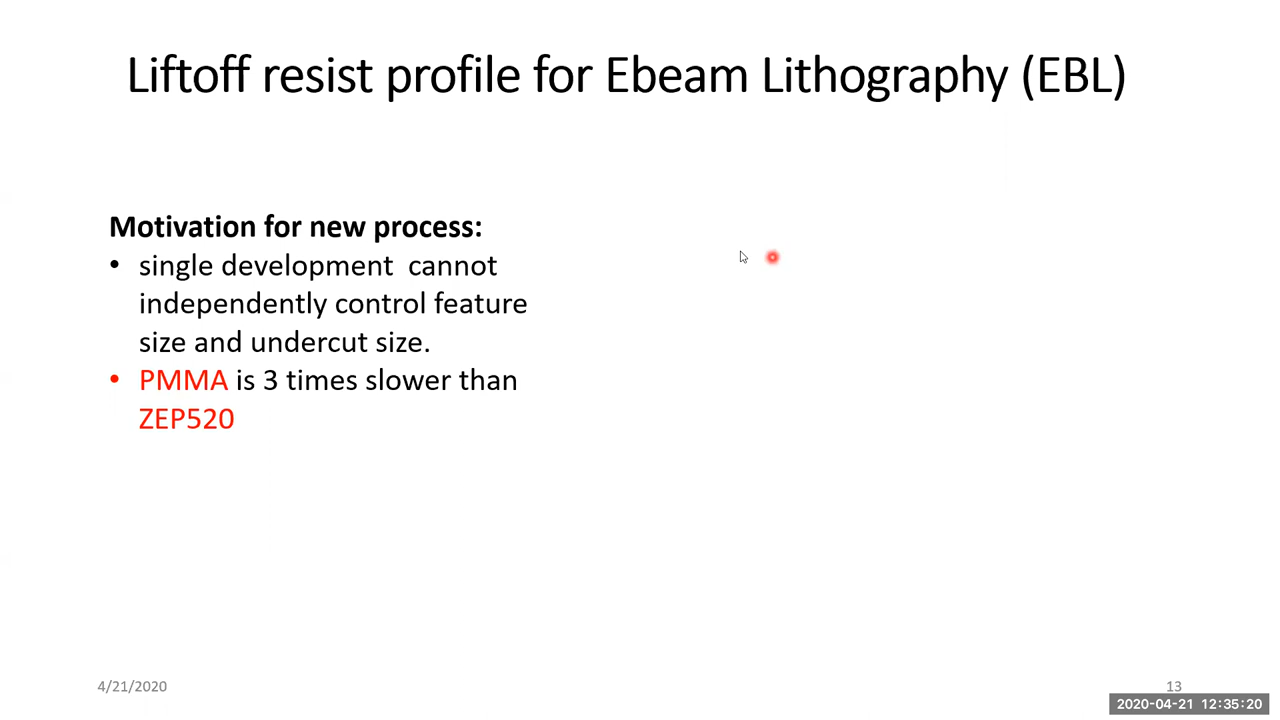 Liftoff resist profile for Ebeam Lithography (EBL)
Motivation for new process:
• single development cannot
independently control feature
size and undercut size.
• PMMA is 3 times slower than
ZEP520
4/21/2020
13
2020-04-21 12:35:20